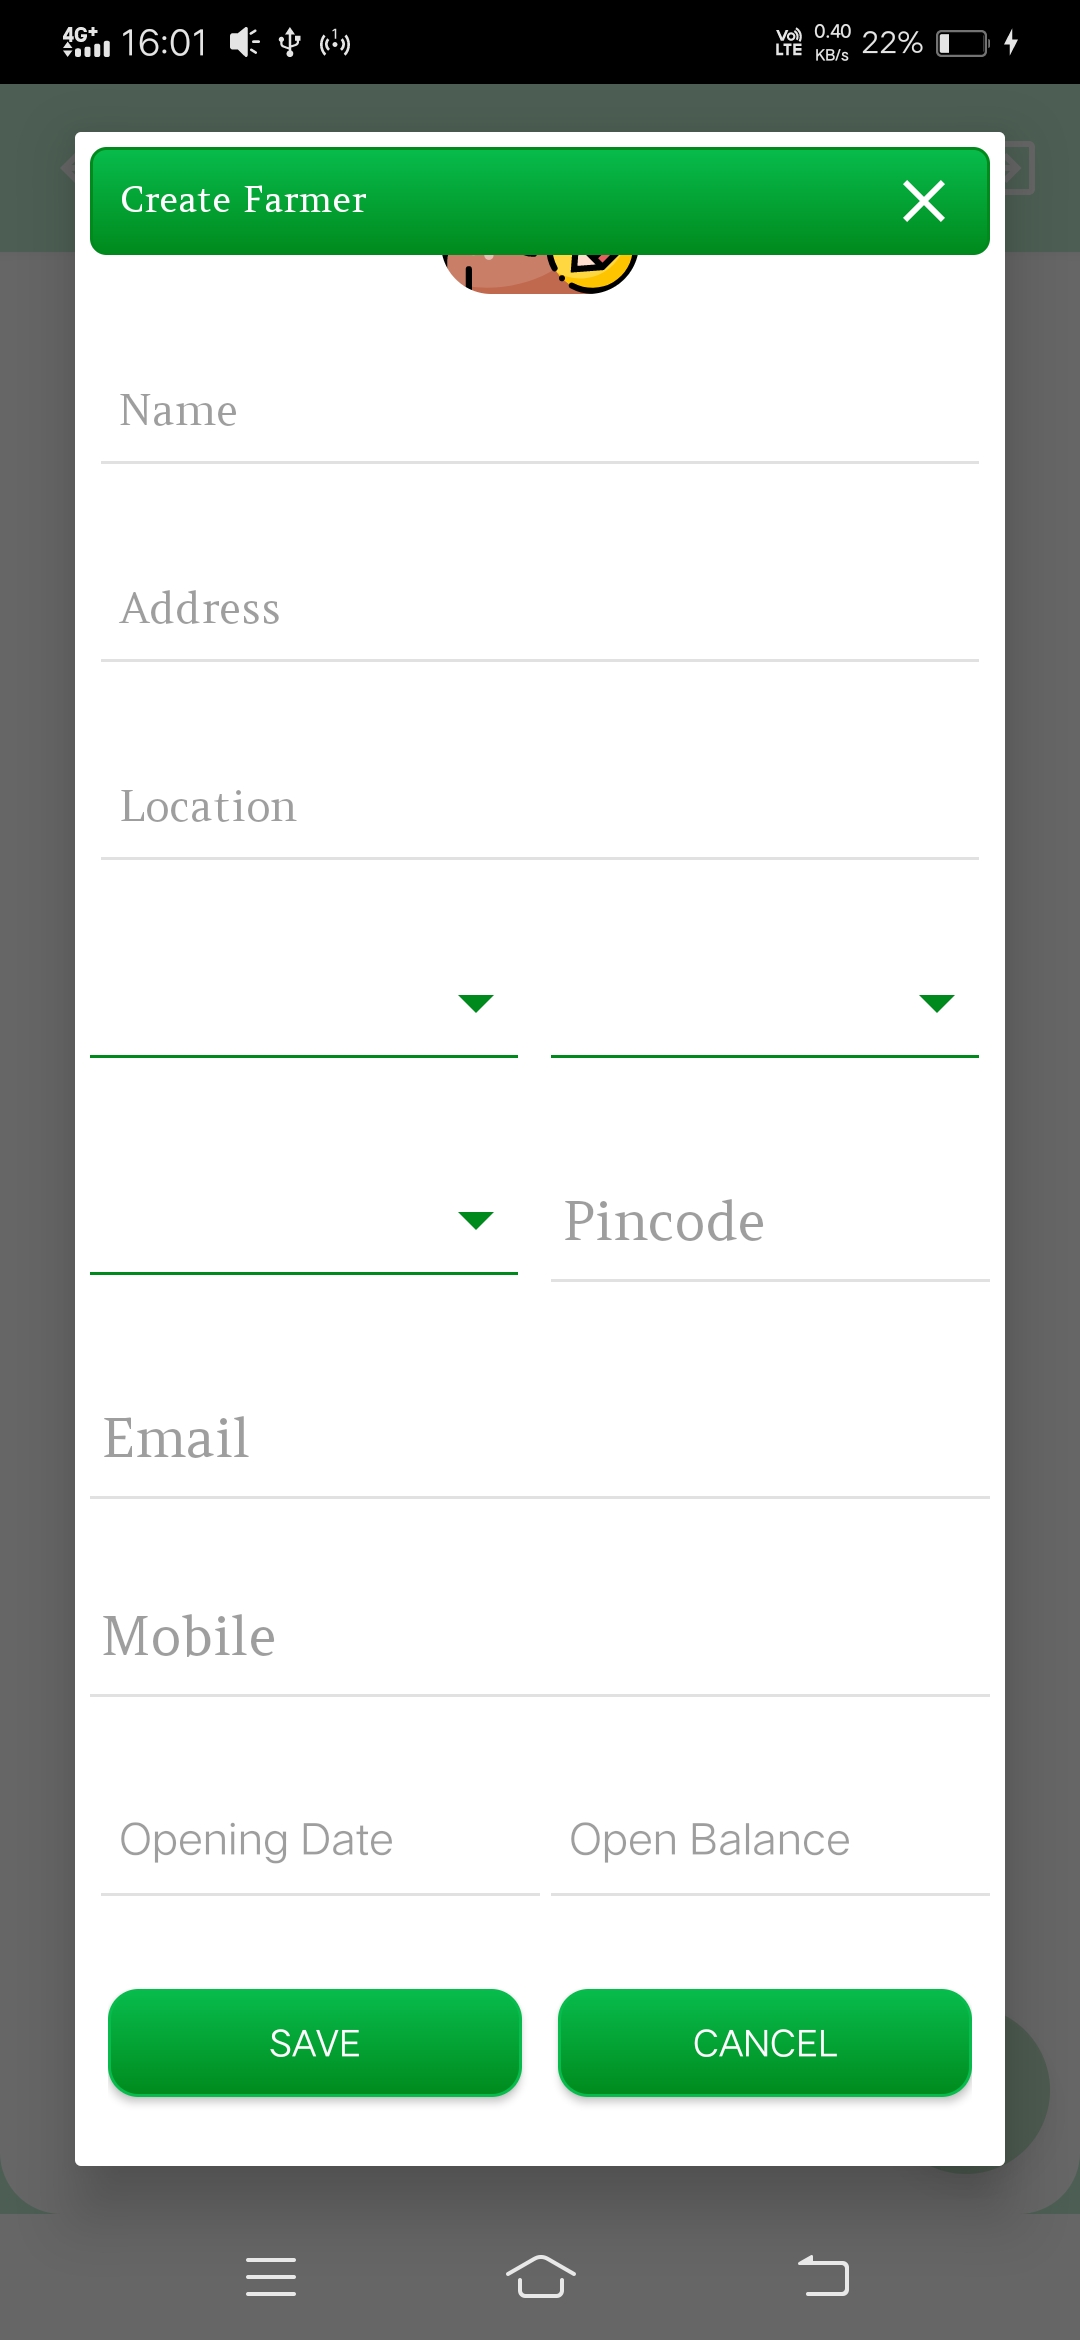 4G+ 16:01 1 Vo)) LTE 0.40 KB/s 22%
Create Farmer
Name
Address
Location
Pincode
Email
Mobile
Opening Date Open Balance
SAVE CANCEL